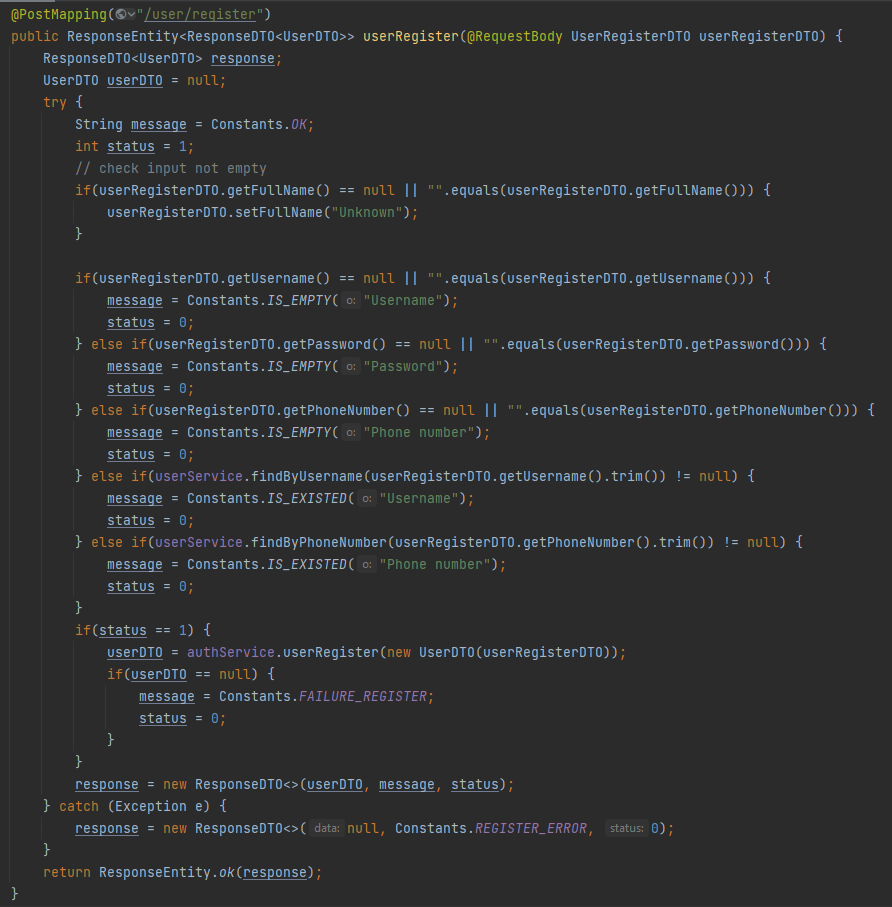 @PostMapping("/user/register")
public ResponseEntity<ResponseDTO<UserDTO>> userRegister(@RequestBody UserRegisterDTO userRegisterDTO) {
    ResponseDTO<UserDTO> response;
    UserDTO userDTO = null;
    try {
        String message = Constants.OK;
        int status = 1;
        // check input not empty
        if(userRegisterDTO.getFullName() == null || "".equals(userRegisterDTO.getFullName())) {
            userRegisterDTO.setFullName("Unknown");
        }

        if(userRegisterDTO.getUsername() == null || "".equals(userRegisterDTO.getUsername())) {
            message = Constants.IS_EMPTY( o: "Username");
            status = 0;
        } else if(userRegisterDTO.getPassword() == null || "".equals(userRegisterDTO.getPassword())) {
            message = Constants.IS_EMPTY( o: "Password");
            status = 0;
        } else if(userRegisterDTO.getPhoneNumber() == null || "".equals(userRegisterDTO.getPhoneNumber())) {
            message = Constants.IS_EMPTY( o: "Phone number");
            status = 0;
        } else if(userService.findByUsername(userRegisterDTO.getUsername().trim()) != null) {
            message = Constants.IS_EXISTED( o: "Username");
            status = 0;
        } else if(userService.findByPhoneNumber(userRegisterDTO.getPhoneNumber().trim()) != null) {
            message = Constants.IS_EXISTED( o: "Phone number");
            status = 0;
        }
        if(status == 1) {
            userDTO = authService.userRegister(new UserDTO(userRegisterDTO));
            if(userDTO == null) {
                message = Constants.FAILURE_REGISTER;
                status = 0;
            }
        }
        response = new ResponseDTO<>(userDTO, message, status);
    } catch (Exception e) {
        response = new ResponseDTO<>( data: null, Constants.REGISTER_ERROR, status: 0);
    }
    return ResponseEntity.ok(response);
}